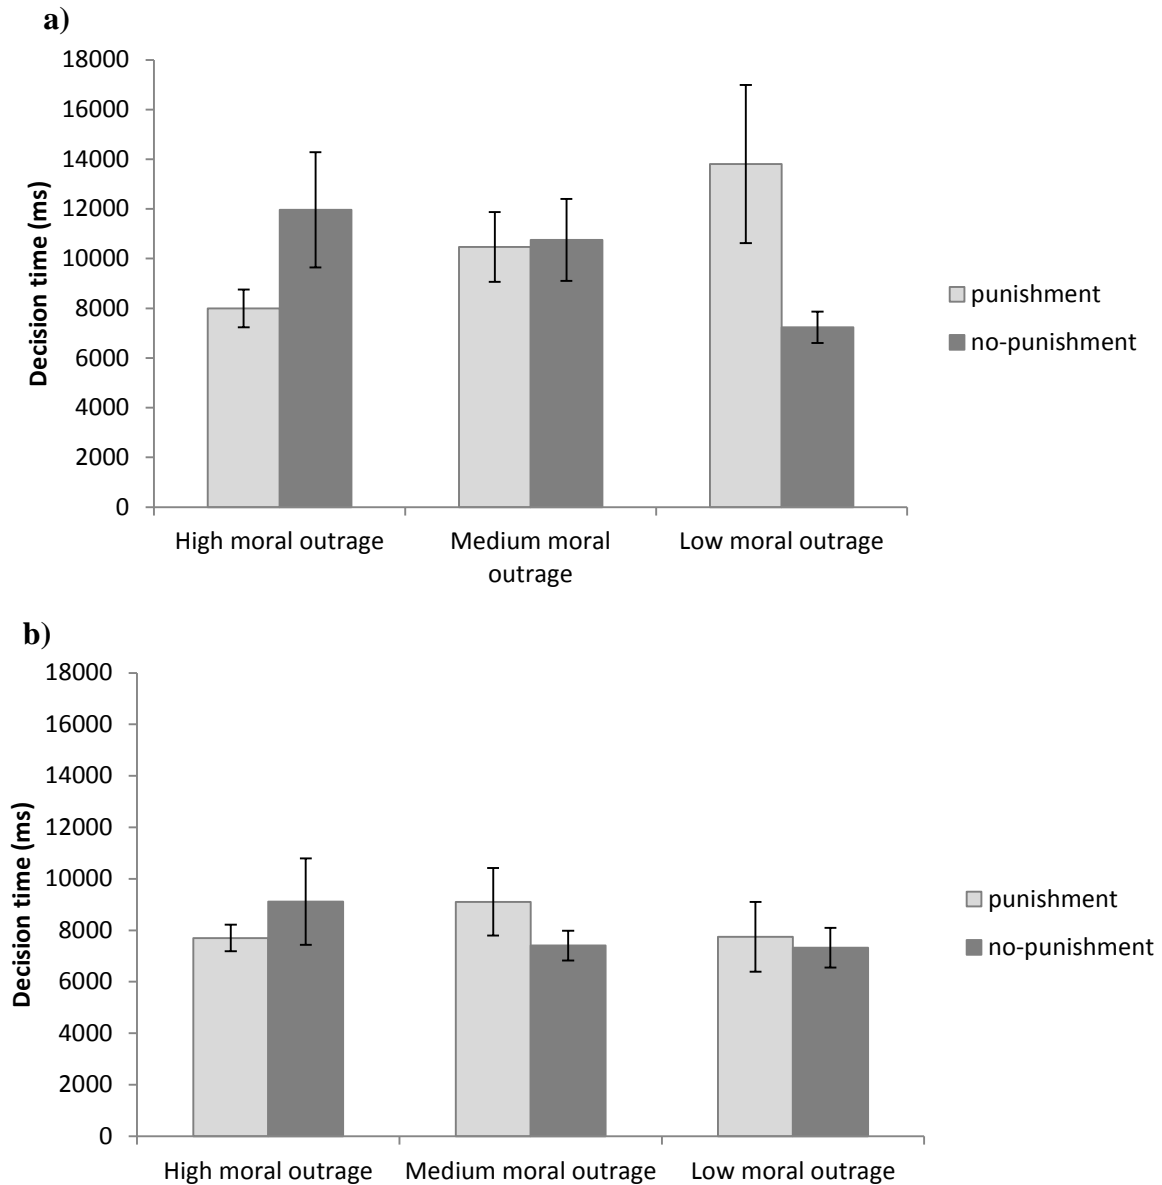 a)
18000
16000
14000
12000
10000
8000
6000
4000
2000
0
Decision time (ms)
High moral outrage
Medium moral
outrage
Low moral outrage
punishment
no-punishment
b)
18000
16000
14000
12000
10000
8000
6000
4000
2000
0
Decision time (ms)
High moral outrage
Medium moral outrage
Low moral outrage
punishment
no-punishment